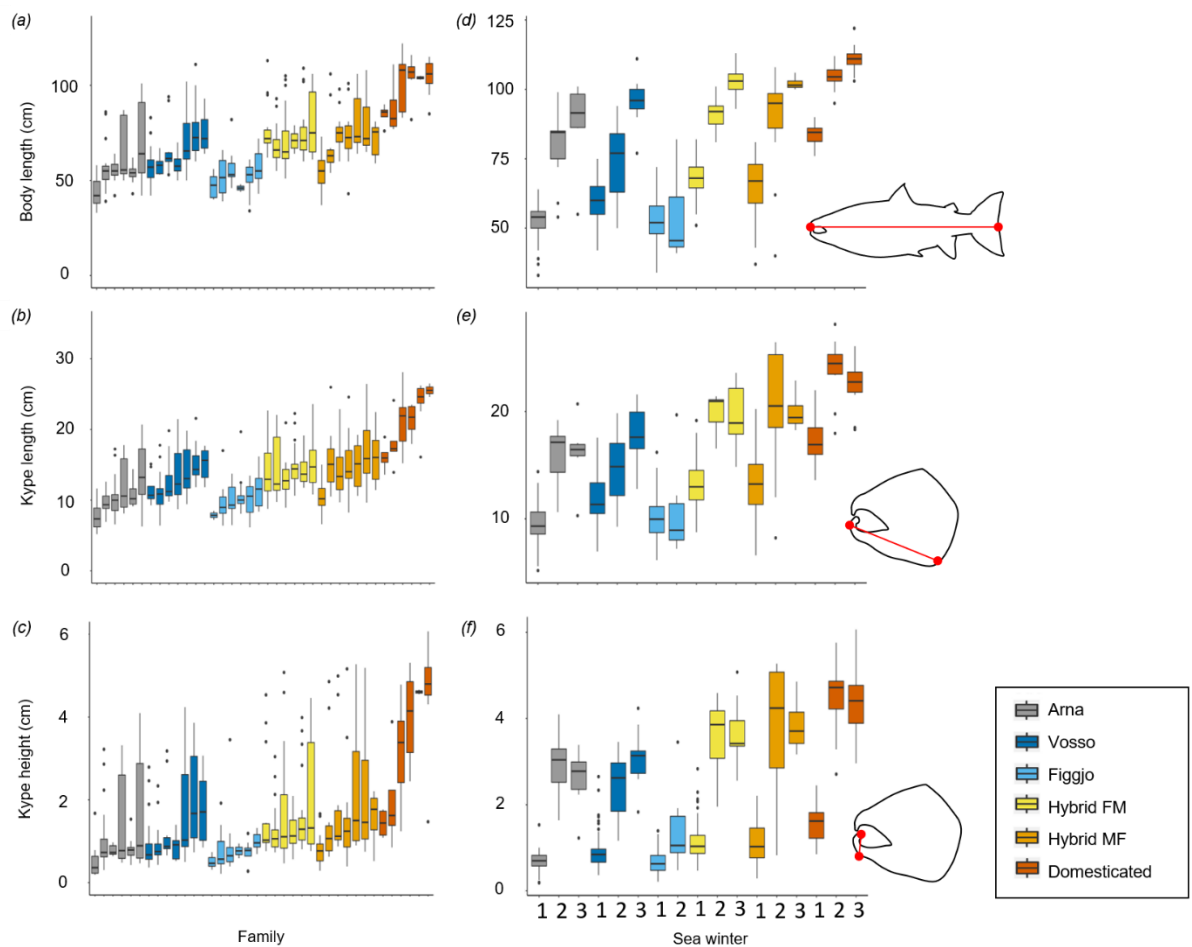 (a)
Body length (cm)
100
50
0
(b)
Kype length (cm)
30
20
10
0
(c)
Kype height (cm)
6
4
2
0
Family
(d)
125
100
75
50
(e)
20
10
(f)
6
4
2
0
1 2 3 1 2 3 1 2 1 2 3 1 2 3 1 2 3
Sea winter
Arna
Vosso
Figgjo
Hybrid FM
Hybrid MF
Domesticated